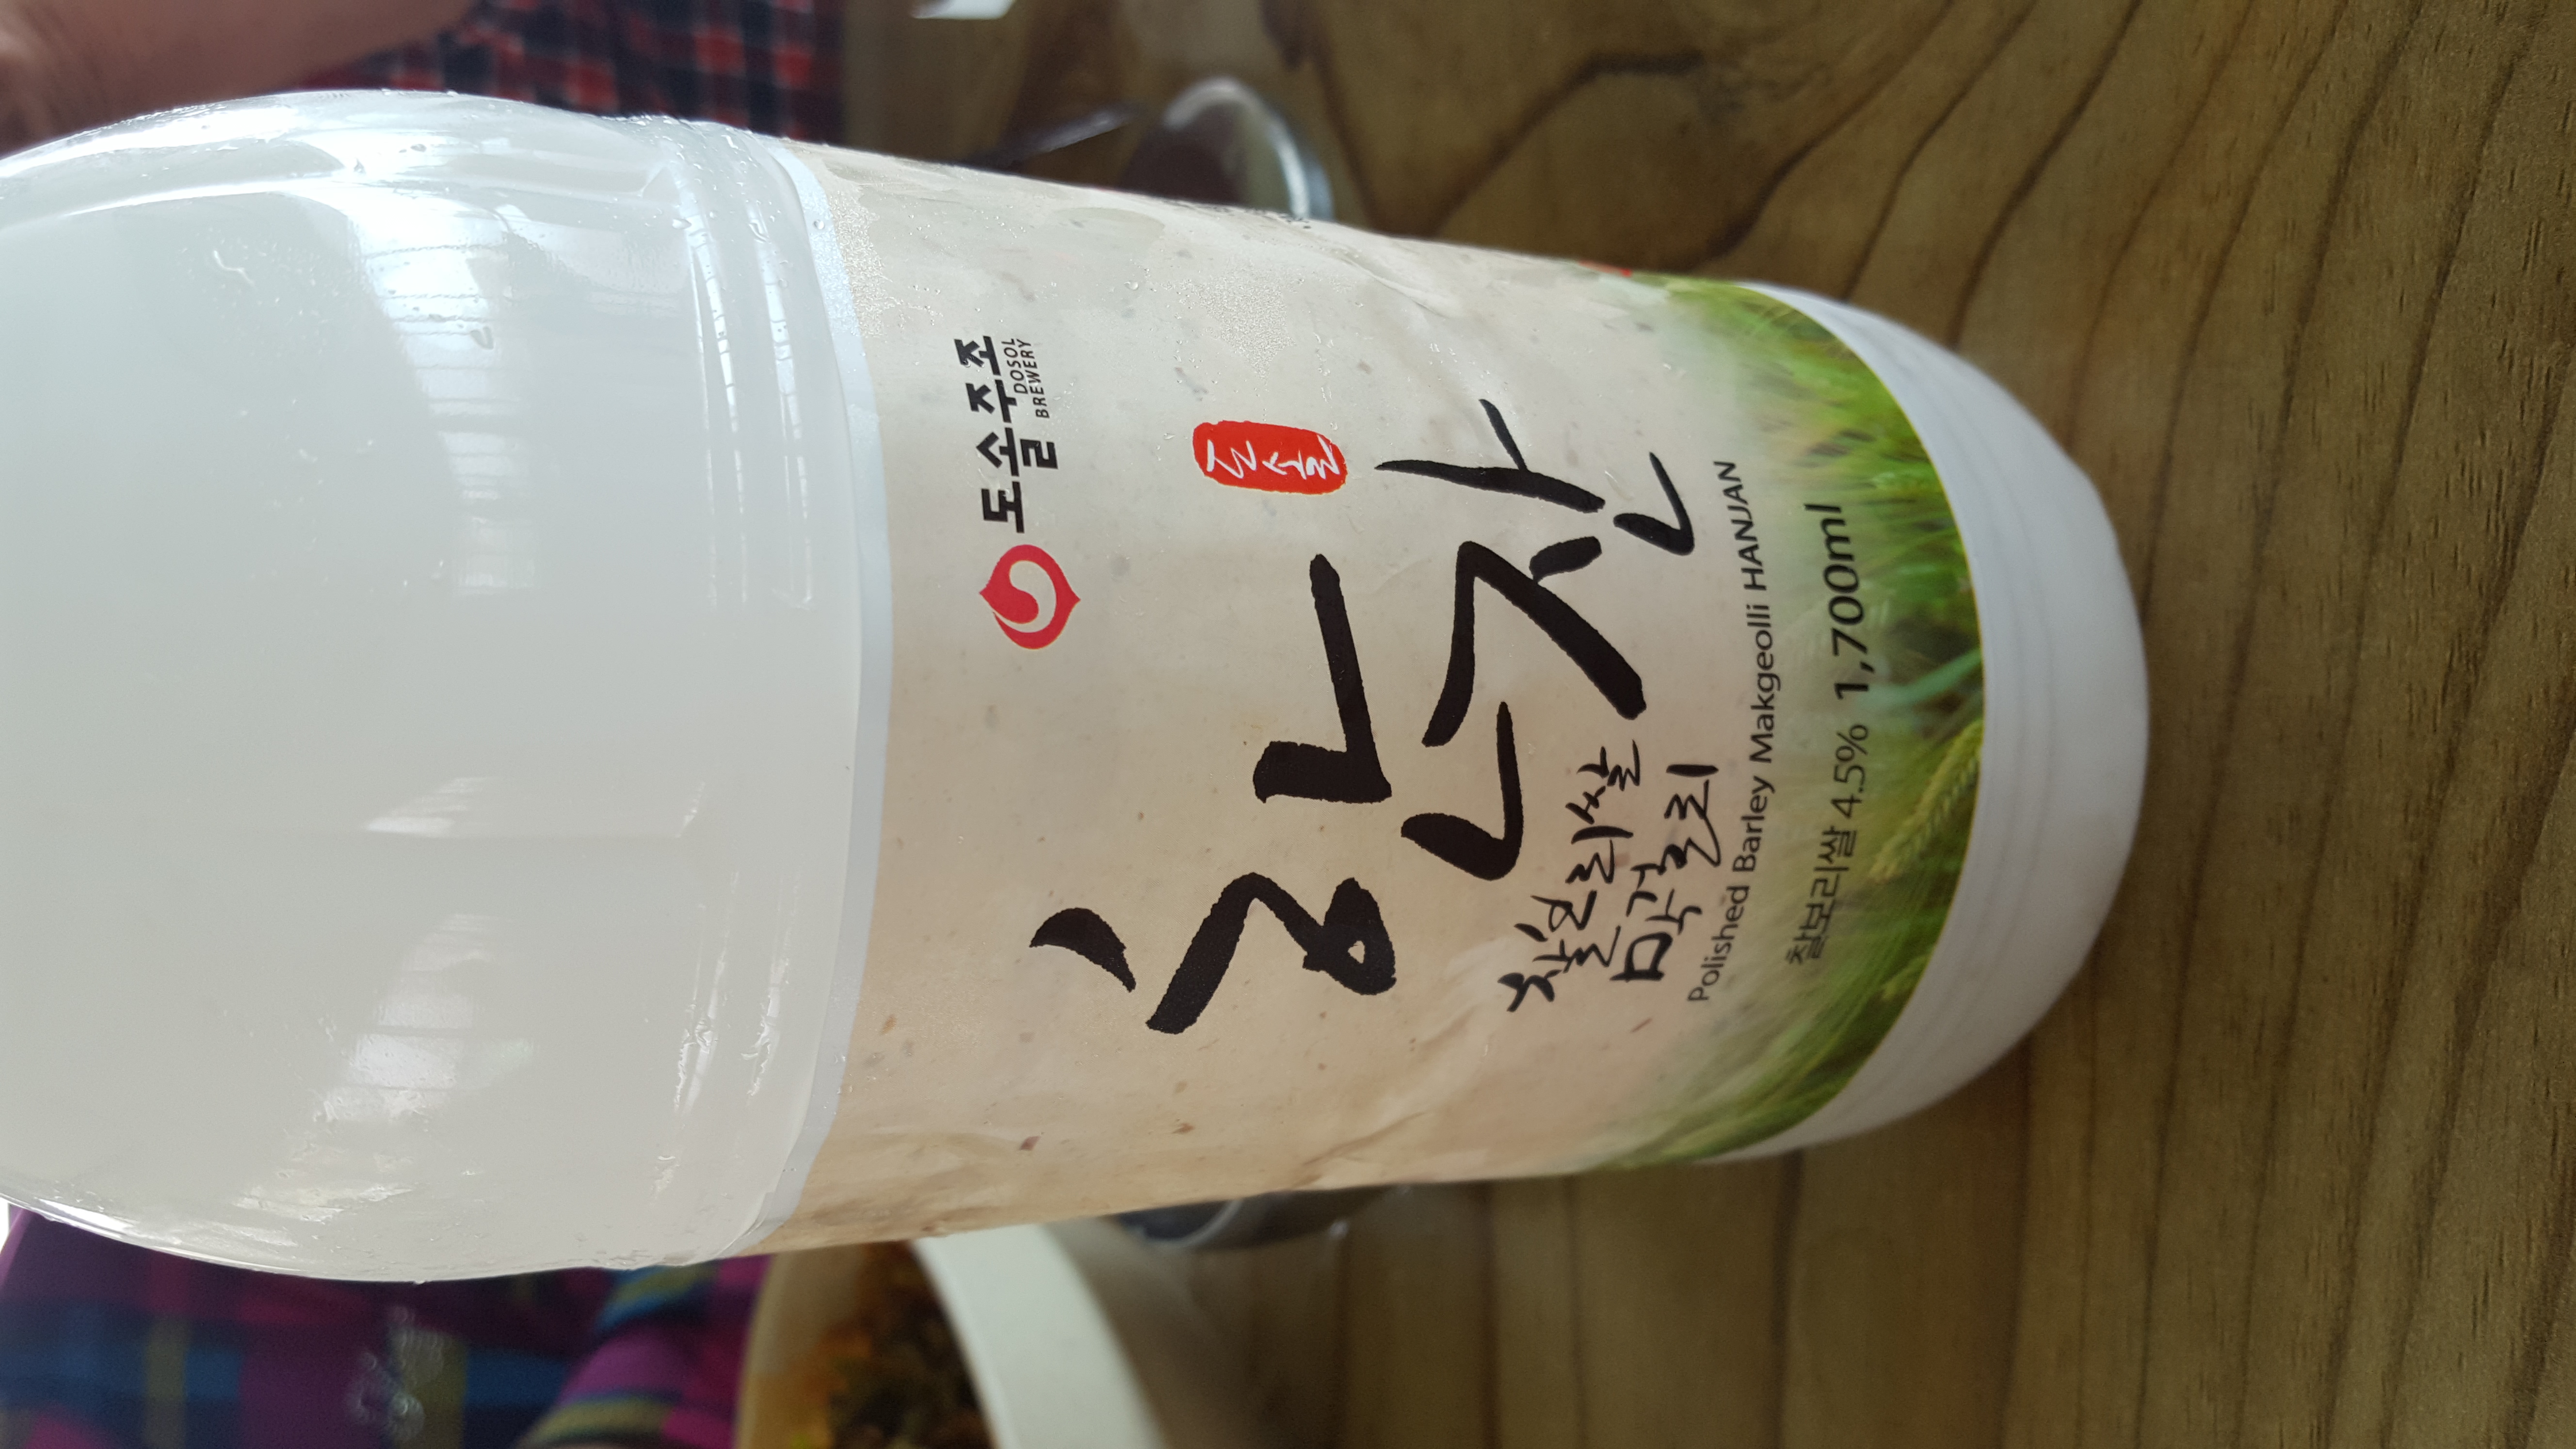 도솔주조
DOSOL
BREWERY
한잔
찰보리쌀
막걸리
Polished Barley Makgeolli HANJAN
찰보리쌀 4.5% 1,700ml